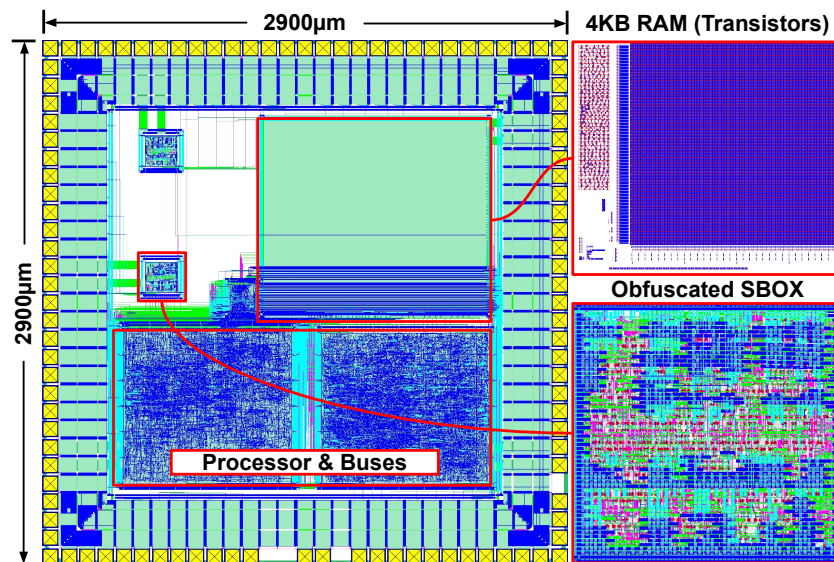 2900µm
4KB RAM (Transistors)
2900µm
Obfuscated SBOX
Processor & Buses